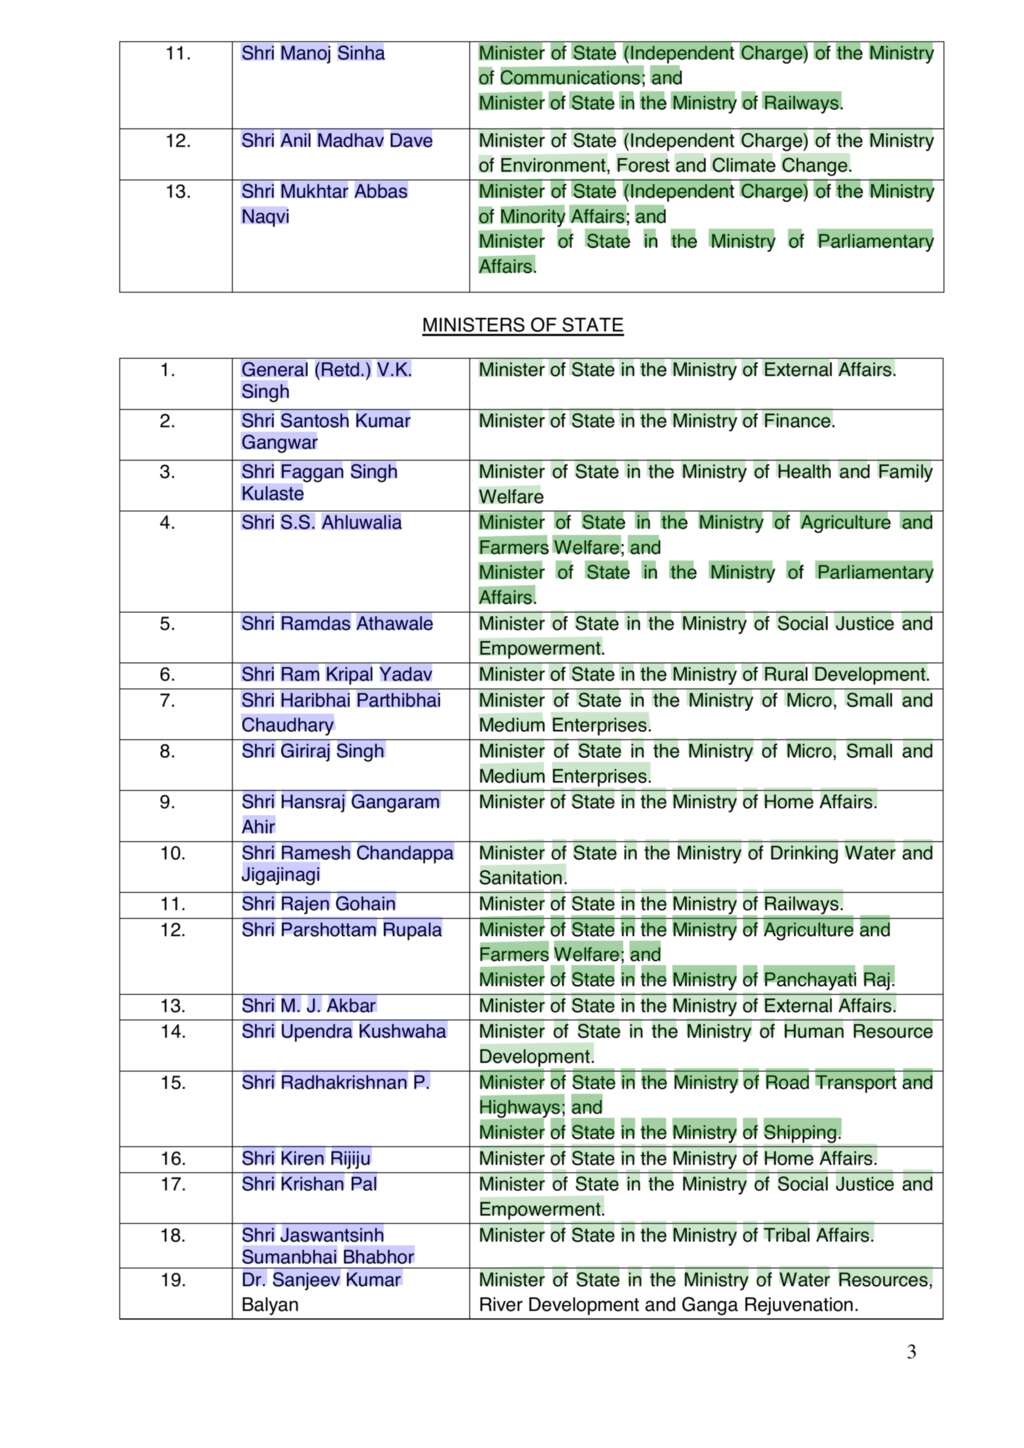 11. Shri Manoj Sinha Minister of State (Independent Charge) of the Ministry
of Communications; and
Minister of State in the Ministry of Railways.
12. Shri Anil Madhav Dave Minister of State (Independent Charge) of the Ministry
of Environment, Forest and Climate Change.
13. Shri Mukhtar Abbas Minister of State (Independent Charge) of the Ministry
Naqvi of Minority Affairs; and
Minister of State in the Ministry of Parliamentary
Affairs.
MINISTERS OF STATE
1. General (Retd.) V.K. Minister of State in the Ministry of External Affairs.
Singh
2. Shri Santosh Kumar Minister of State in the Ministry of Finance.
Gangwar
3. Shri Faggan Singh Minister of State in the Ministry of Health and Family
Kulaste Welfare
4. Shri S.S. Ahluwalia Minister of State in the Ministry of Agriculture and
Farmers Welfare; and
Minister of State in the Ministry of Parliamentary
Affairs.
5. Shri Ramdas Athawale Minister of State in the Ministry of Social Justice and
Empowerment.
6. Shri Ram Kripal Yadav Minister of State in the Ministry of Rural Development.
7. Shri Haribhai Parthibhai Minister of State in the Ministry of Micro, Small and
Chaudhary Medium Enterprises.
8. Shri Giriraj Singh Minister of State in the Ministry of Micro, Small and
Medium Enterprises.
9. Shri Hansraj Gangaram Minister of State in the Ministry of Home Affairs.
Ahir
10. Shri Ramesh Chandappa Minister of State in the Ministry of Drinking Water and
Jigajinagi Sanitation.
11. Shri Rajen Gohain Minister of State in the Ministry of Railways.
12. Shri Parshottam Rupala Minister of State in the Ministry of Agriculture and
Farmers Welfare; and
Minister of State in the Ministry of Panchayati Raj.
13. Shri M. J. Akbar Minister of State in the Ministry of External Affairs.
14. Shri Upendra Kushwaha Minister of State in the Ministry of Human Resource
Development.
15. Shri Radhakrishnan P. Minister of State in the Ministry of Road Transport and
Highways; and
Minister of State in the Ministry of Shipping.
16. Shri Kiren Rijiju Minister of State in the Ministry of Home Affairs.
17. Shri Krishan Pal Minister of State in the Ministry of Social Justice and
Empowerment.
18. Shri Jaswantsinh Minister of State in the Ministry of Tribal Affairs.
Sumanbhai Bhabhor
19. Dr. Sanjeev Kumar Minister of State in the Ministry of Water Resources,
Balyan River Development and Ganga Rejuvenation.
3